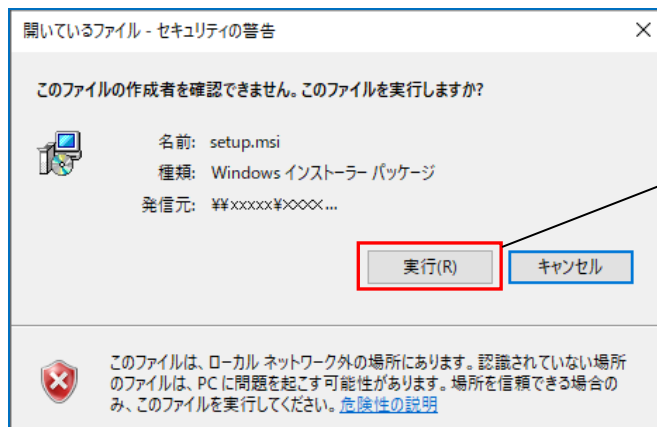 開いているファイル - セキュリティの警告
このファイルの作成者を確認できません。このファイルを実行しますか?
名前: setup.msi
種類: Windows インストーラー パッケージ
発信元: ¥¥xxxxx¥xxxx...
実行(R) キャンセル
このファイルは、ローカル ネットワーク外の場所にあります。認識されていない場所
のファイルは、PC に問題を起こす可能性があります。場所を信頼できる場合の
み、このファイルを実行してください。危険性の説明